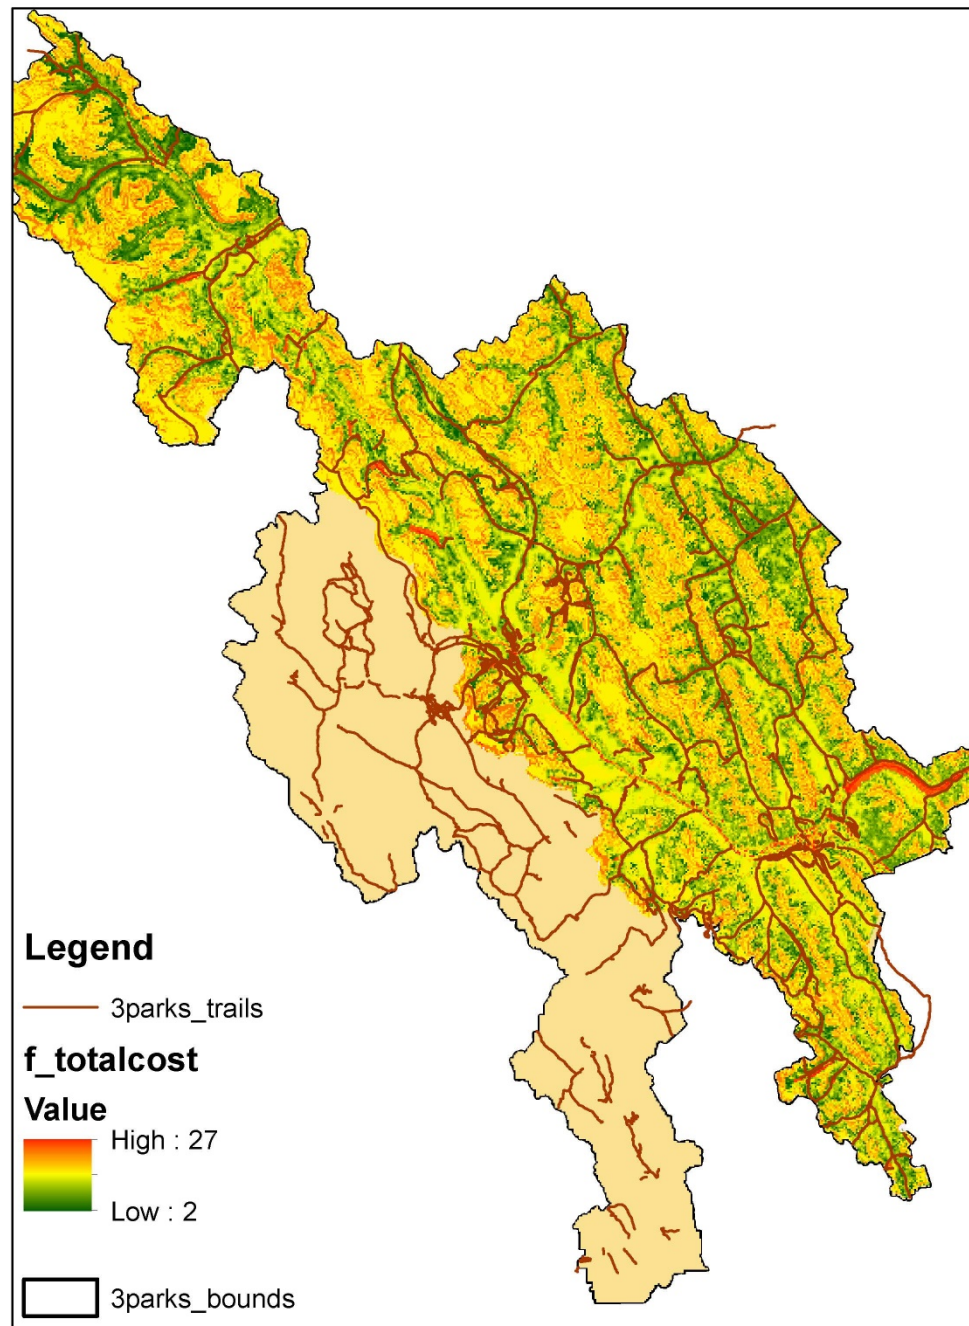 Legend
3parks_trails
f_totalcost
Value
High : 27
Low : 2
3parks_bounds